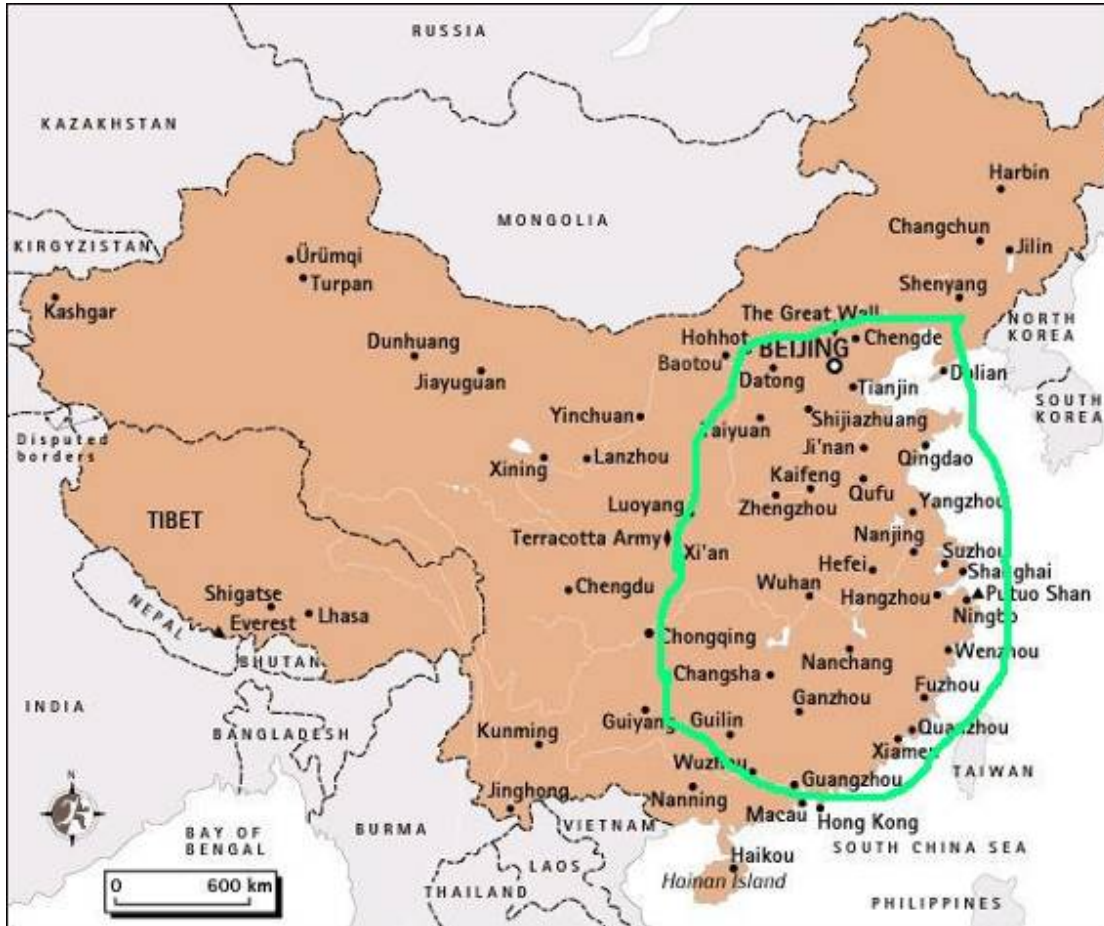 RUSSIA
KAZAKHSTAN
MONGOLIA
Harbin
Changchun
Jilin
KIRGYZISTAN
Ürümqi
Turpan
Kashgar
Shenyang
The Great Wall
NORTH
KOREA
Hohhot
Chengde
Dunhuang
BEIJING
Baotou
Jiayuguan
Datong
Dalian
Tianjin
SOUTH
KOREA
Yinchuan
Shijiazhuang
Taiyuan
Disputed
borders
Ji'nan
Qingdao
Xining
Lanzhou
Kaifeng
Qufu
Luoyang
Zhengzhou
Yangzhou
TIBET
Terracotta Army
Nanjing
Xi'an
Suzhou
Hefei
Shanghai
Chengdu
Wuhan
Hangzhou
Putuo Shan
Shigatse
Ningbo
Everest
Lhasa
NEPAL
Chongqing
Nanchang
Wenzhou
BHUTAN
Changsha
Fuzhou
Ganzhou
INDIA
Guiyang
Guilin
Kunming
Quanzhou
BANGLADESH
Xiamen
Wuzhou
TAIWAN
N
Guangzhou
Jinghong
Nanning
Macau
Hong Kong
BAY OF
BENGAL
BURMA
VIETNAM
SOUTH CHINA SEA
LAOS
Haikou
Hainan Island
0 600 km
THAILAND
PHILIPPINES